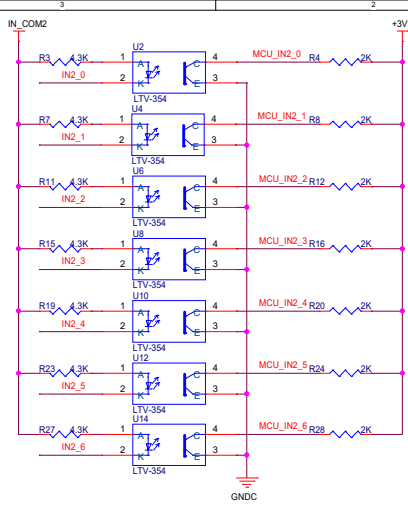 3 2
IN_COM2 +3V
U2
R3 4.3K 1 A C 4 MCU_IN2_0 R4 2K
IN2_0 2 K E 3
LTV-354
U4
R7 4.3K 1 A C 4 MCU_IN2_1 R8 2K
IN2_1 2 K E 3
LTV-354
U6
R11 4.3K 1 A C 4 MCU_IN2_2 R12 2K
IN2_2 2 K E 3
LTV-354
U8
R15 4.3K 1 A C 4 MCU_IN2_3 R16 2K
IN2_3 2 K E 3
LTV-354
U10
R19 4.3K 1 A C 4 MCU_IN2_4 R20 2K
IN2_4 2 K E 3
LTV-354
U12
R23 4.3K 1 A C 4 MCU_IN2_5 R24 2K
IN2_5 2 K E 3
LTV-354
U14
R27 4.3K 1 A C 4 MCU_IN2_6 R28 2K
IN2_6 2 K E 3
LTV-354
GNDC